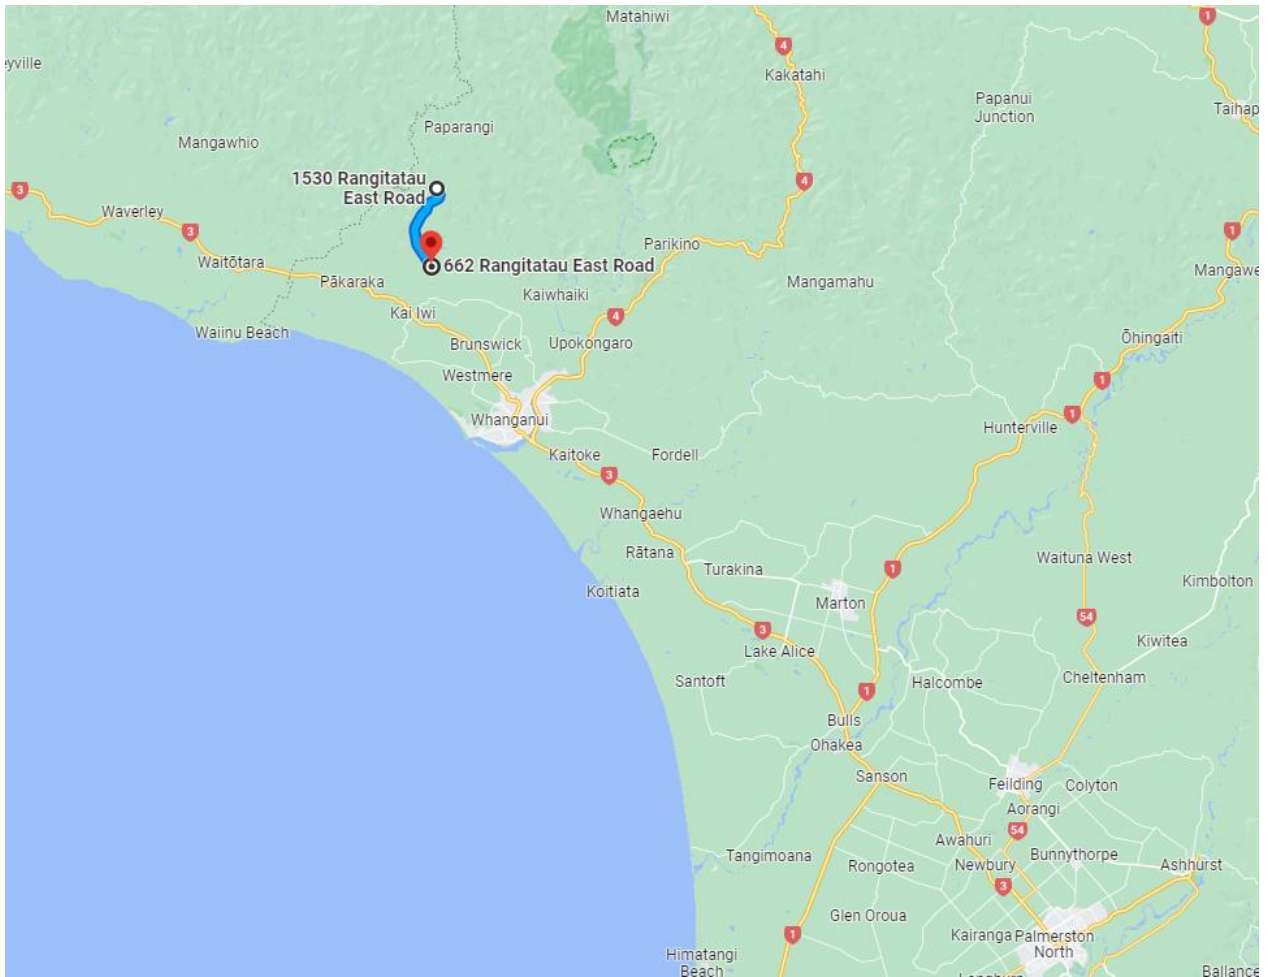 Matahiwi
4
1
eyville
Kakatahi
Papanui
Junction
Taihap
Paparangi
Mangawhio
1530 Rangitatau
East Road
4
3
Waverley
3
1
Parikino
Waitōtara
662 Rangitatau East Road
Mangawe
Pākaraka
Kaiwhaiki
Mangamahu
Kai Iwi
4
Waiinu Beach
Brunswick
Upokongaro
Ōhingaiti
Westmere
1
Whanganui
1
Hunterville
Kaitoke
Fordell
3
Whangaehu
Rātana
Turakina
1
Waituna West
Kimbolton
Koitiata
Marton
54
3
Kiwitea
Lake Alice
Santoft
Halcombe
Cheltenham
1
Bulls
Ohakea
Sanson
Feilding
Colyton
Aorangi
54
Awahuri
Tangimoana
Rongotea
Newbury
Bunnythorpe
Ashhurst
3
Glen Oroua
1
Kairanga
Palmerston
North
Himatangi
Beach
Ballance